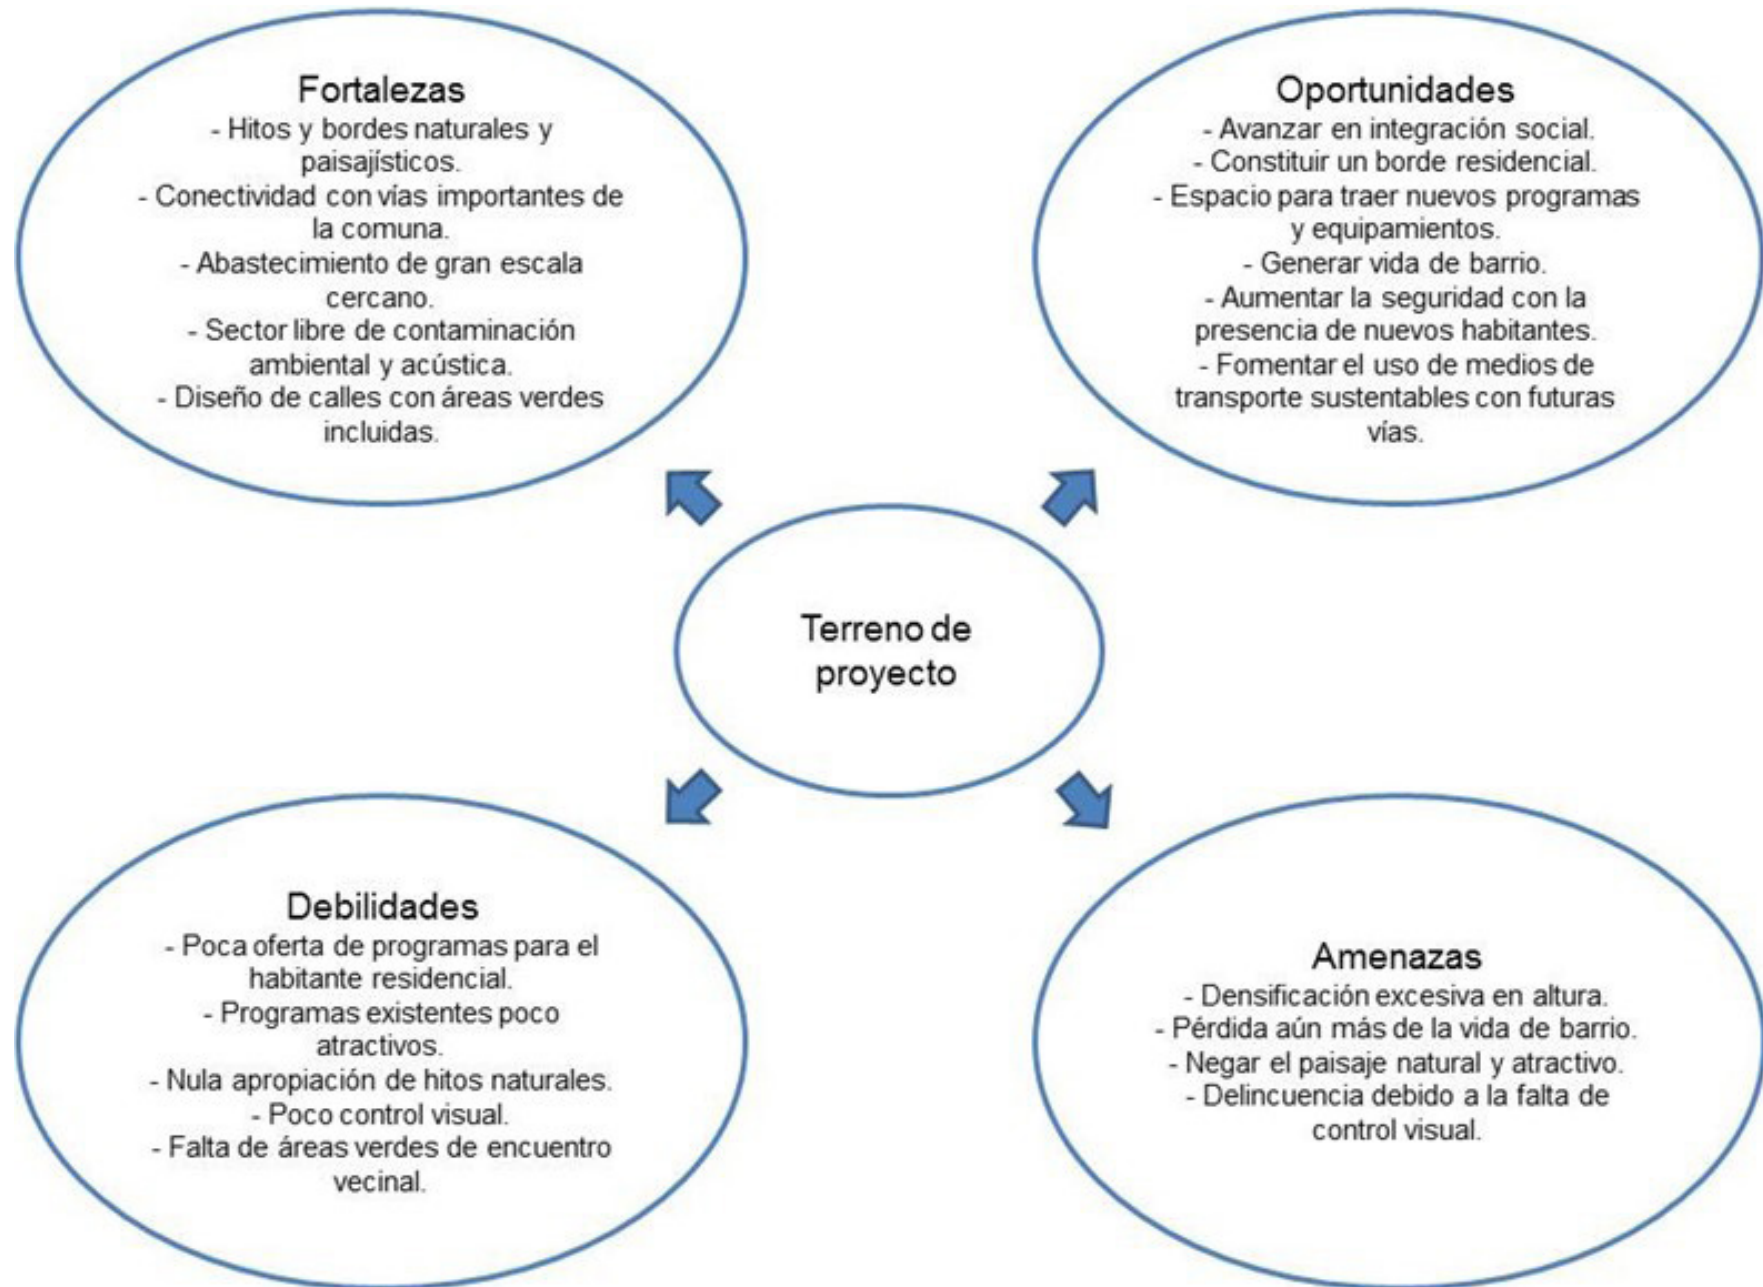 Fortalezas
- Hitos y bordes naturales y
paisajísticos.
- Conectividad con vías importantes de
la comuna.
- Abastecimiento de gran escala
cercano.
- Sector libre de contaminación
ambiental y acústica.
- Diseño de calles con áreas verdes
incluidas.
Oportunidades
- Avanzar en integración social.
- Constituir un borde residencial.
- Espacio para traer nuevos programas
y equipamientos.
- Generar vida de barrio.
- Aumentar la seguridad con la
presencia de nuevos habitantes.
- Fomentar el uso de medios de
transporte sustentables con futuras
vías.
Terreno de
proyecto
Debilidades
- Poca oferta de programas para el
habitante residencial.
- Programas existentes poco
atractivos.
- Nula apropiación de hitos naturales.
- Poco control visual.
- Falta de áreas verdes de encuentro
vecinal.
Amenazas
- Densificación excesiva en altura.
- Pérdida aún más de la vida de barrio.
- Negar el paisaje natural y atractivo.
- Delincuencia debido a la falta de
control visual.